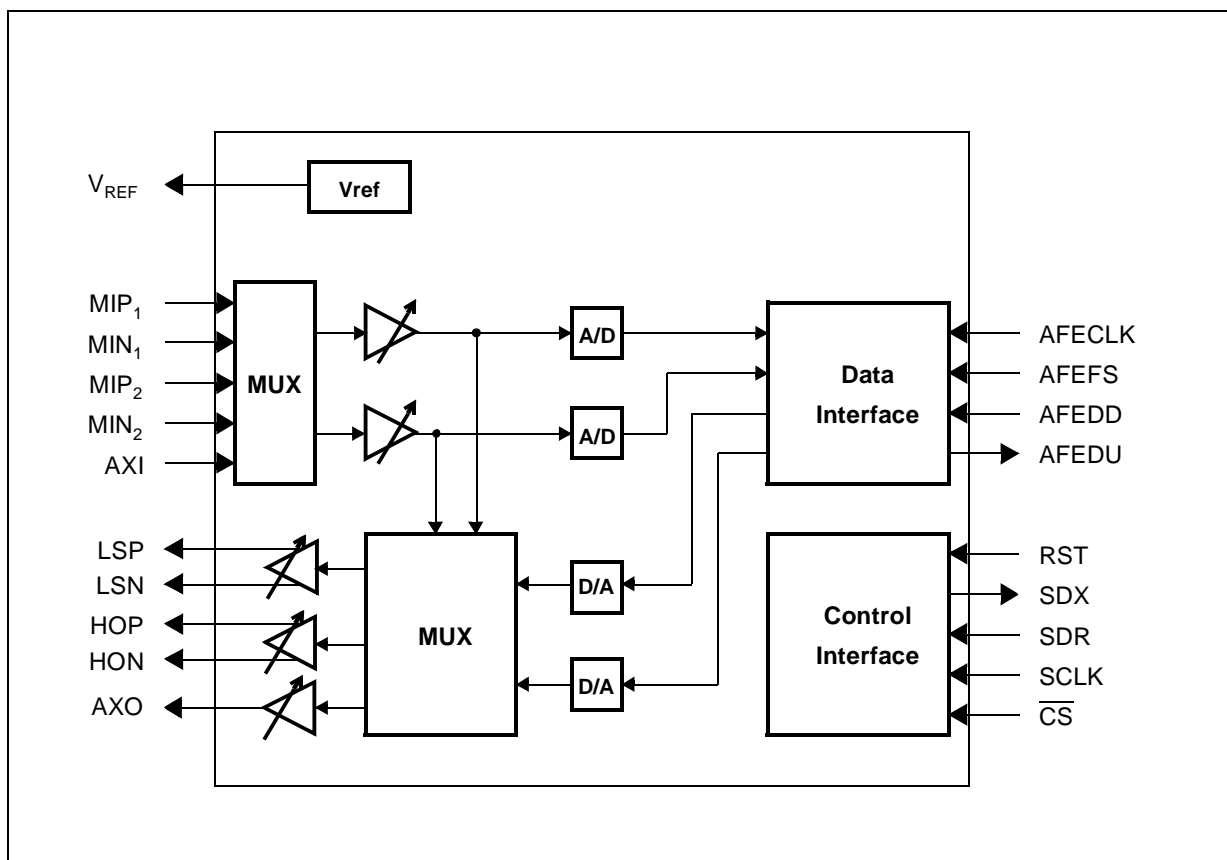 V_REF
Vref
MIP_1
MIN_1
MIP_2
MIN_2
AXI
MUX
A/D
A/D
Data
Interface
AFECLK
AFEFS
AFEDD
AFEDU
LSP
LSN
HOP
HON
AXO
MUX
D/A
D/A
Control
Interface
RST
SDX
SDR
SCLK
C̅S̅